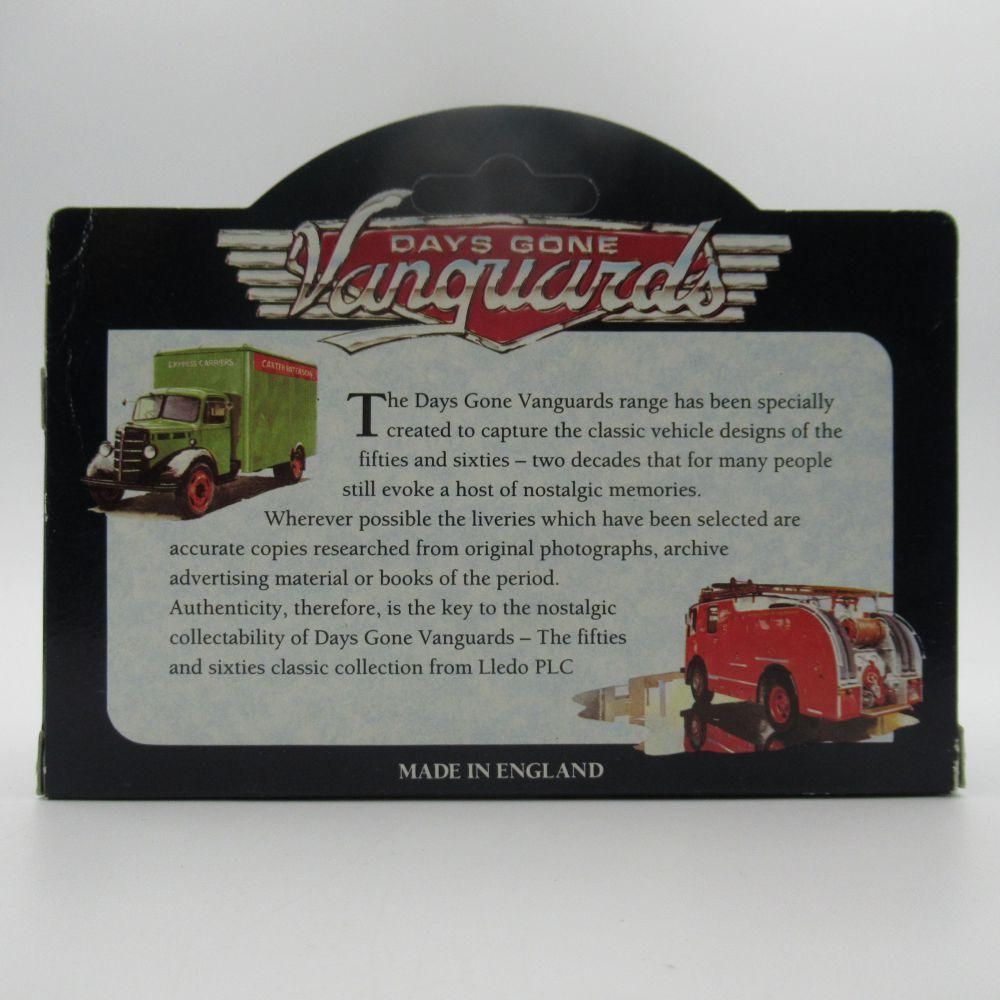 DAYS GONE
Vanguards
EXPRESS CARRIERS
CARTER PATERSON
The Days Gone Vanguards range has been specially
created to capture the classic vehicle designs of the
fifties and sixties – two decades that for many people
still evoke a host of nostalgic memories.
Wherever possible the liveries which have been selected are
accurate copies researched from original photographs, archive
advertising material or books of the period.
Authenticity, therefore, is the key to the nostalgic
collectability of Days Gone Vanguards – The fifties
and sixties classic collection from Lledo PLC
MADE IN ENGLAND